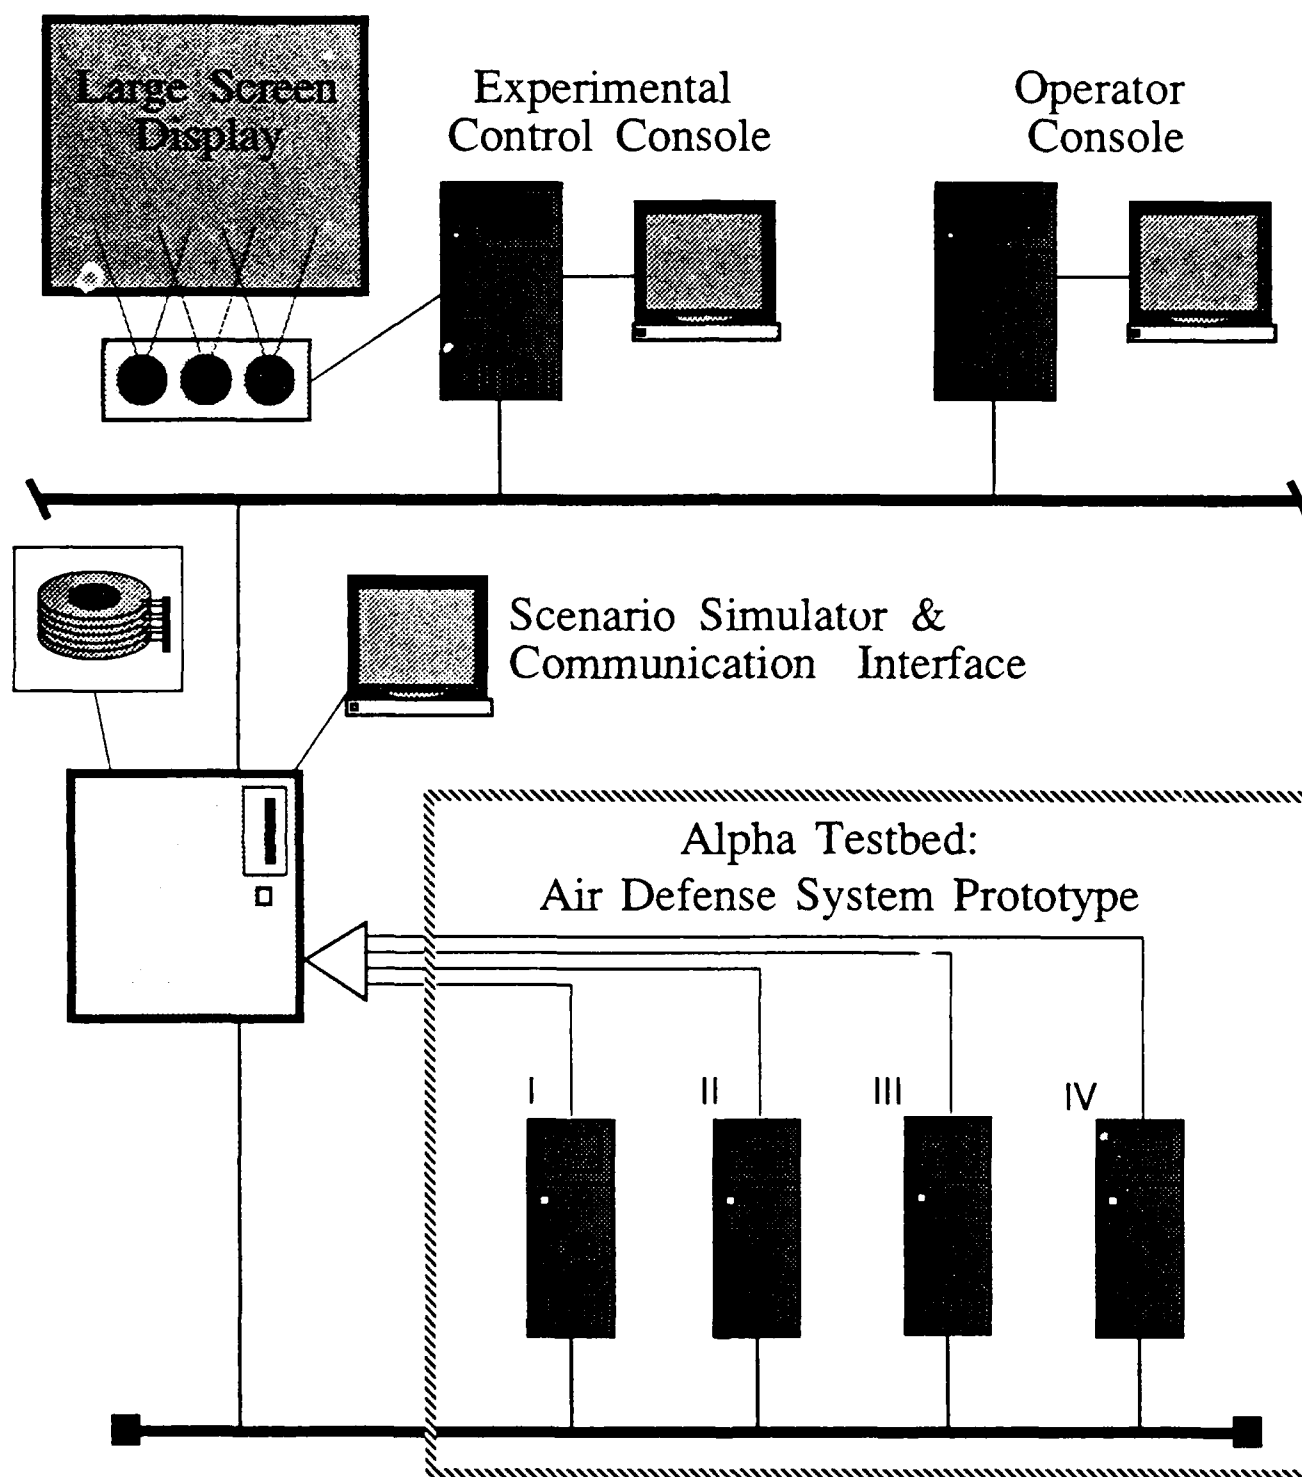 Large Screen
Display
Experimental
Control Console
Operator
Console
Scenario Simulator &
Communication Interface
Alpha Testbed:
Air Defense System Prototype
I
II
III
IV